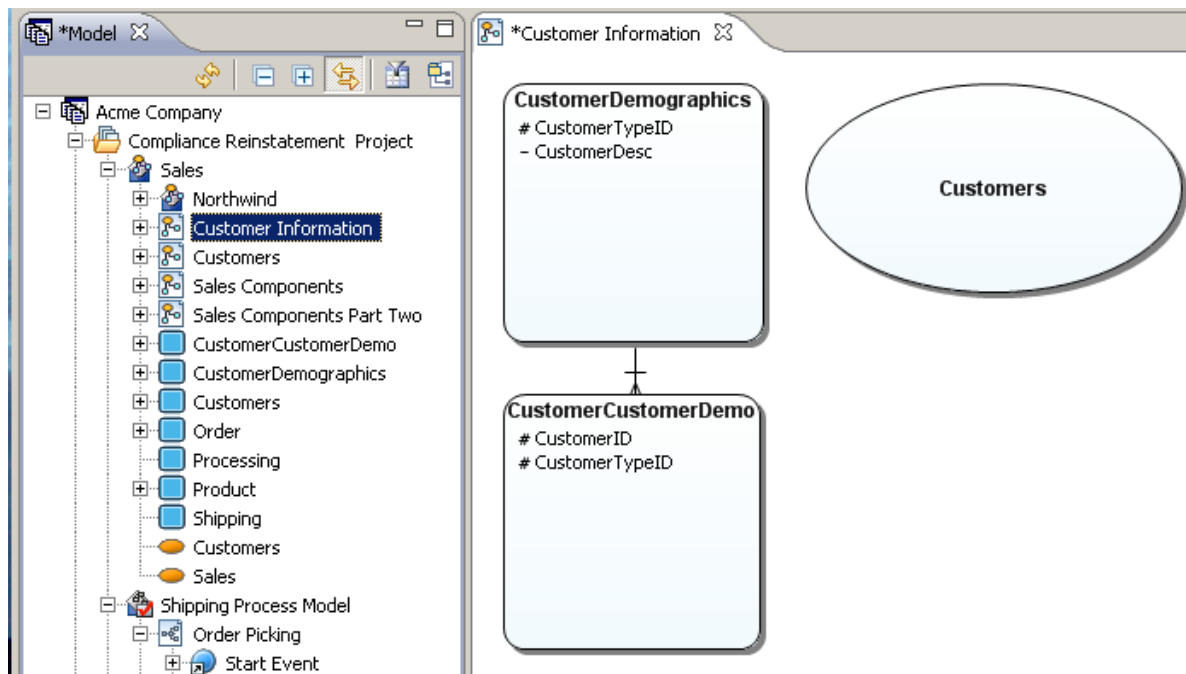 *Model
Acme Company
Compliance Reinstatement  Project
Sales
Northwind
Customer Information
Customers
Sales Components
Sales Components Part Two
CustomerCustomerDemo
CustomerDemographics
Customers
Order
Processing
Product
Shipping
Customers
Sales
Shipping Process Model
Order Picking
Start Event
*Customer Information
CustomerDemographics
# CustomerTypeID
– CustomerDesc
Customers
CustomerCustomerDemo
# CustomerID
# CustomerTypeID